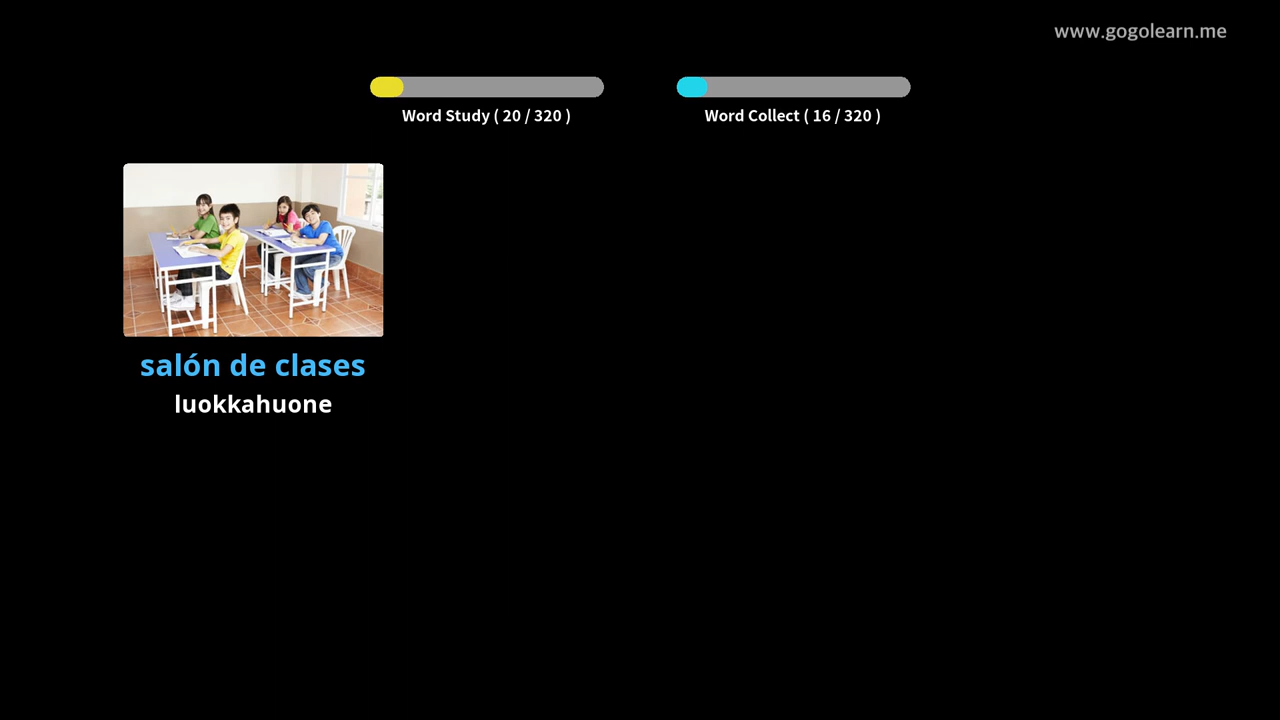 www.gogolearn.me
Word Study ( 20 / 320 )
Word Collect ( 16 / 320 )
salón de clases
luokkahuone